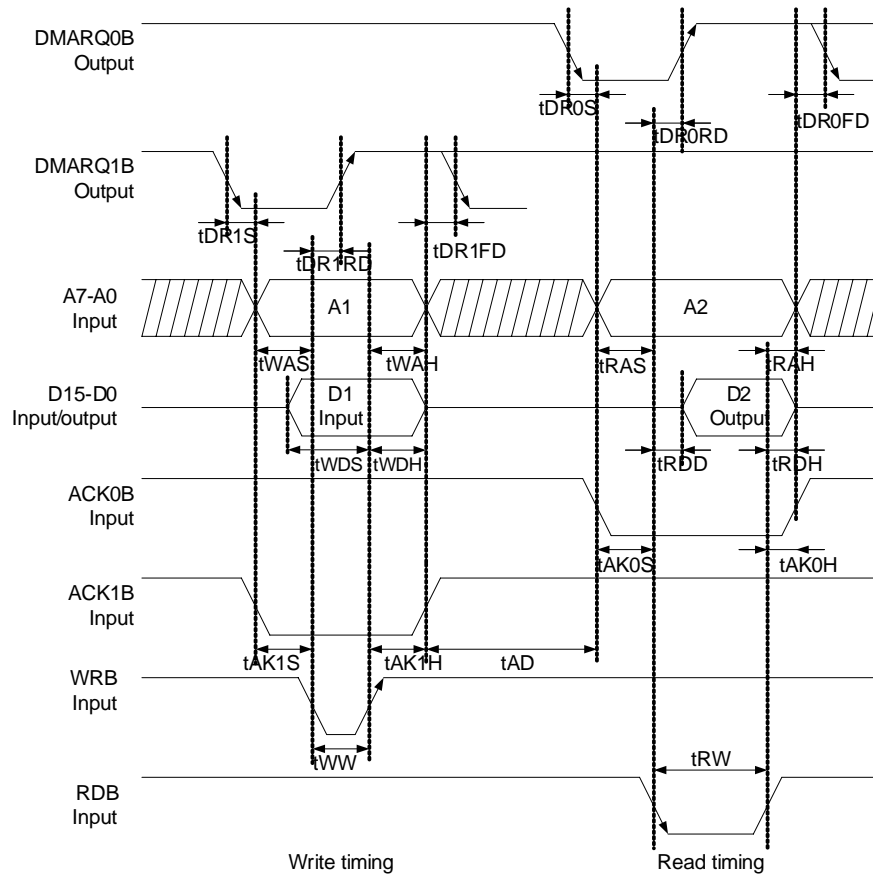 DMARQ0B
Output
tDR0S
tDR0RD
tDR0FD
DMARQ1B
Output
tDR1S
tDR1RD
tDR1FD
A7-A0
Input
A1
A2
tWAS
tWAH
tRAS
tRAH
D15-D0
Input/output
D1
Input
D2
Output
tWDS
tWDH
tRDD
tRDH
ACK0B
Input
tAK0S
tAK0H
ACK1B
Input
tAK1S
tAK1H
tAD
WRB
Input
tWW
tRW
RDB
Input
Write timing
Read timing